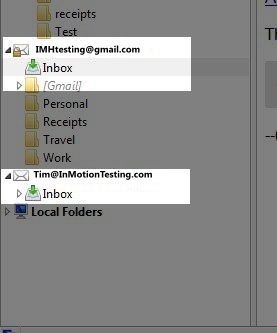 receipts
Test
IMHtesting@gmail.com
Inbox
[Gmail]
Personal
Receipts
Travel
Work
Tim@InMotionTesting.com
Inbox
Local Folders